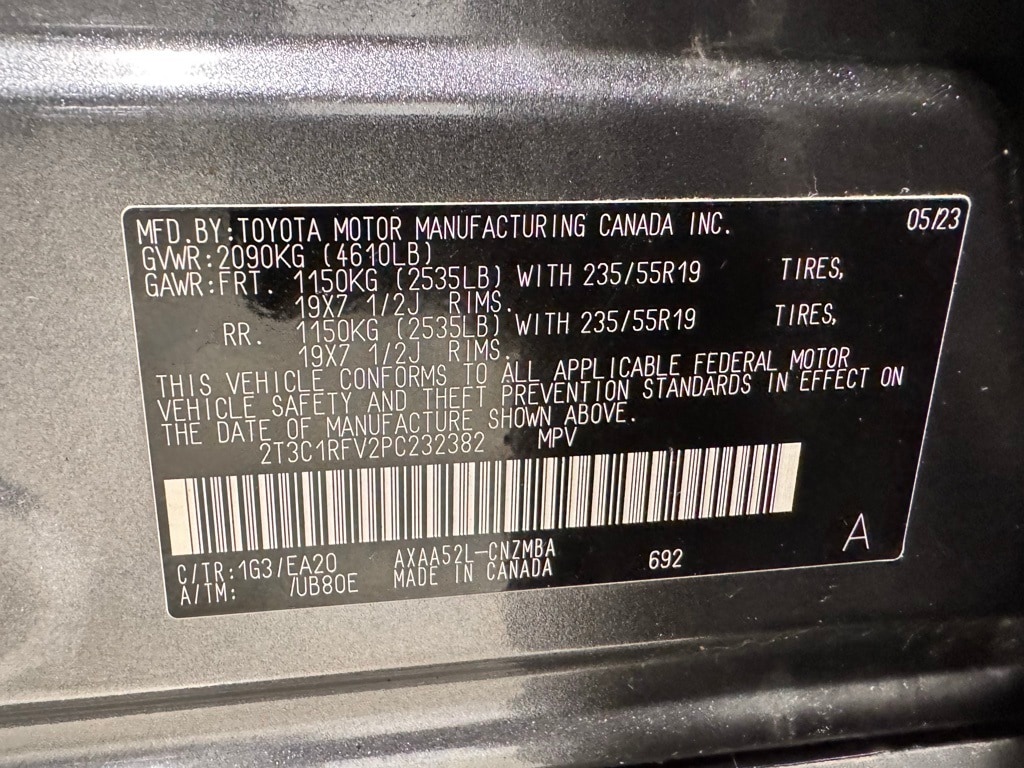 MFD.BY:TOYOTA MOTOR MANUFACTURING CANADA INC. 05/23
GVWR:2090KG (4610LB)
GAWR:FRT. 1150KG (2535LB) WITH 235/55R19 TIRES,
19X7 1/2J RIMS.
RR. 1150KG (2535LB) WITH 235/55R19 TIRES,
19X7 1/2J RIMS.
THIS VEHICLE CONFORMS TO ALL APPLICABLE FEDERAL MOTOR
VEHICLE SAFETY AND THEFT PREVENTION STANDARDS IN EFFECT ON
THE DATE OF MANUFACTURE SHOWN ABOVE.
2T3C1RFV2PC232382 MPV
C/TR:1G3/EA20 AXAA52L-CNZMBA 692 A
A/TM: /UB80E MADE IN CANADA